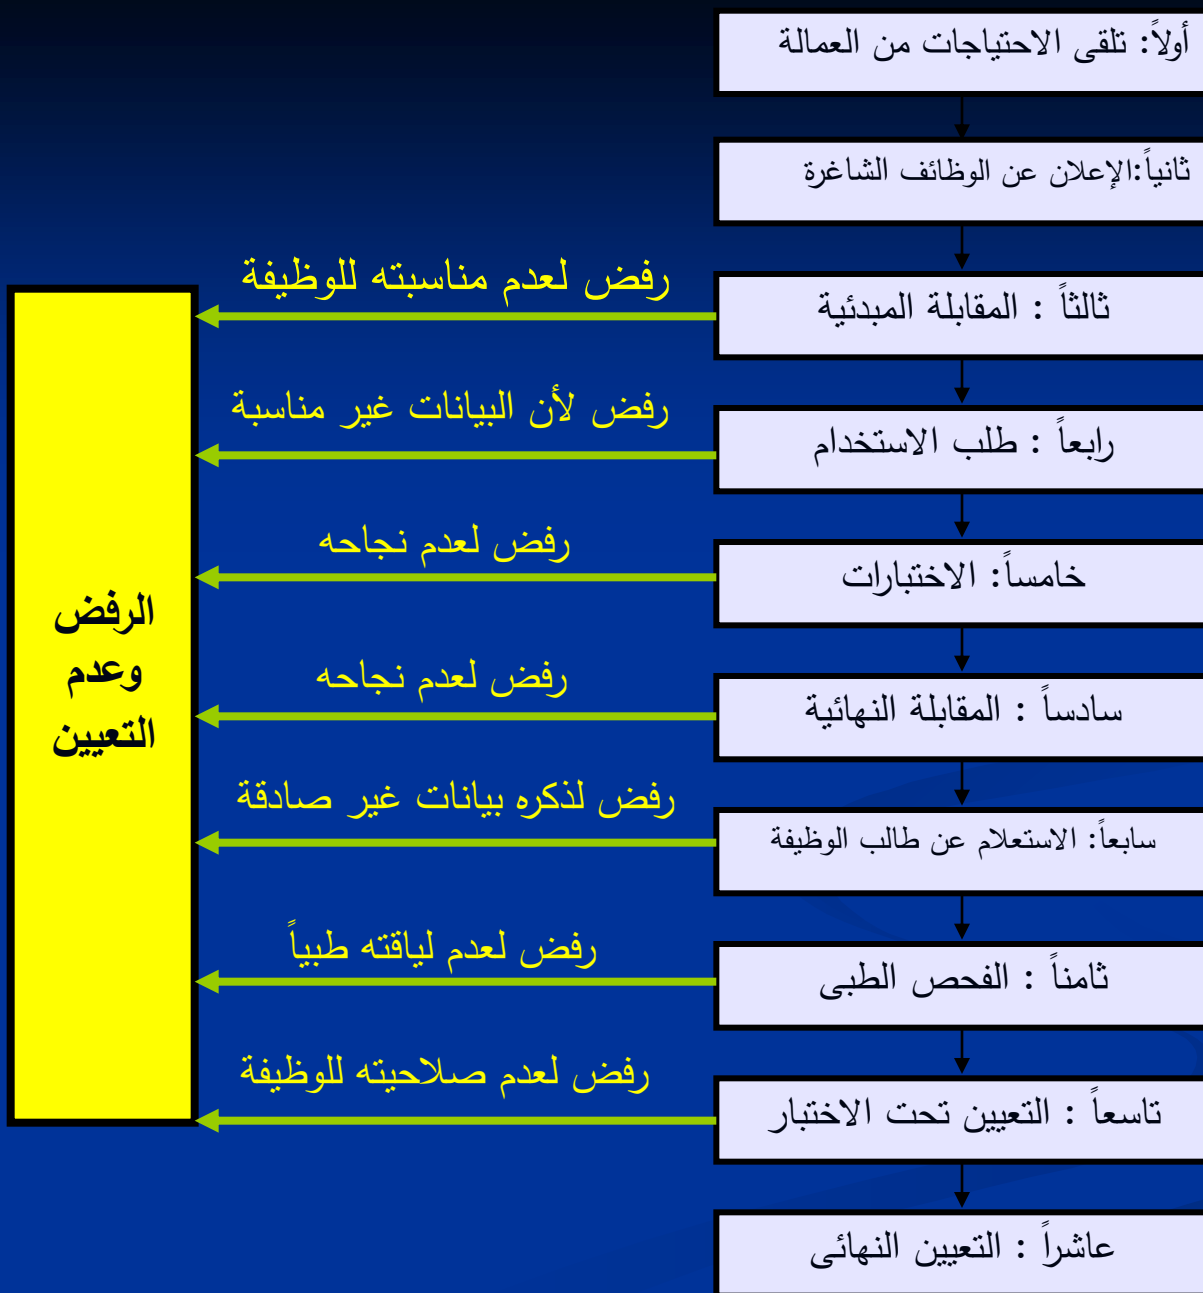 أولاً: تلقى الاحتياجات من العمالة
ثانياً:الإعلان عن الوظائف الشاغرة
ثالثاً : المقابلة المبدئية
رفض لعدم مناسبته للوظيفة
رابعاً : طلب الاستخدام
رفض لأن البيانات غير مناسبة
خامساً: الاختبارات
رفض لعدم نجاحه
سادساً : المقابلة النهائية
رفض لعدم نجاحه
سابعاً: الاستعلام عن طالب الوظيفة
رفض لذكره بيانات غير صادقة
ثامناً : الفحص الطبى
رفض لعدم لياقته طبياً
تاسعاً : التعيين تحت الاختبار
رفض لعدم صلاحيته للوظيفة
عاشراً : التعيين النهائى
الرفض
وعدم
التعيين